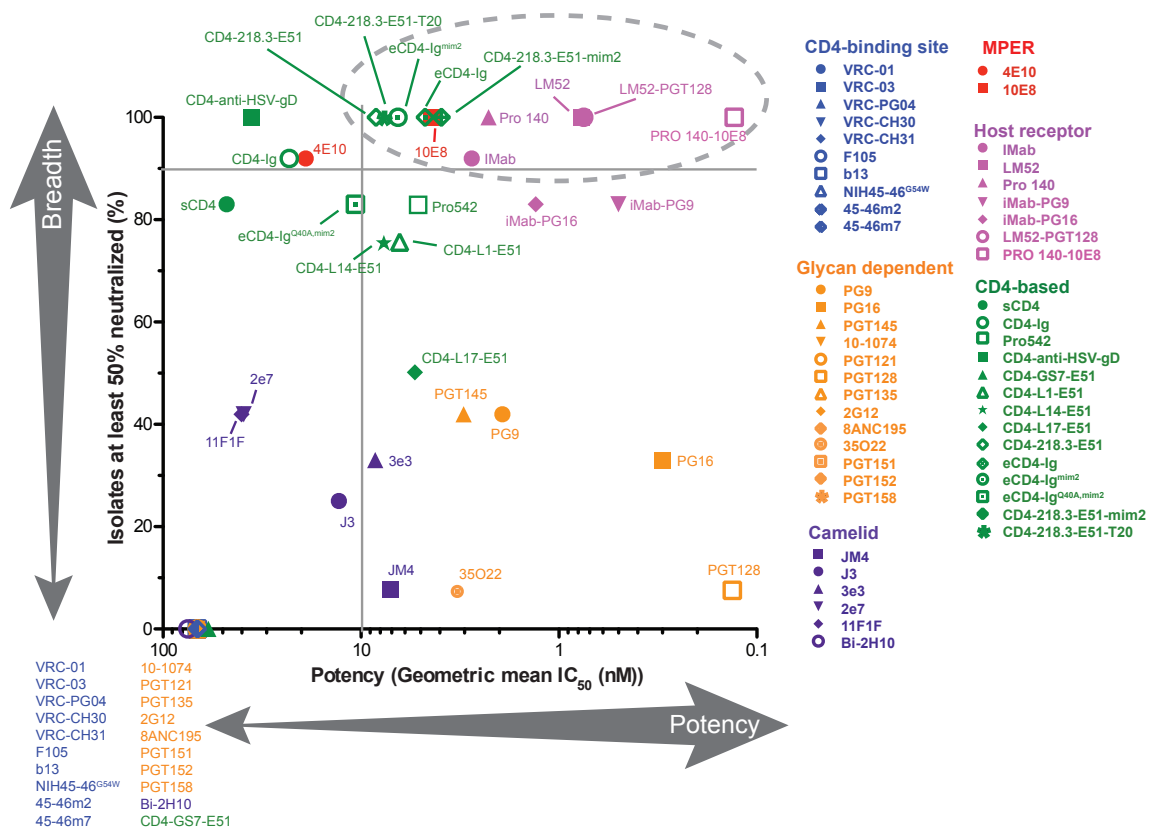 CD4-218.3-E51-T20
CD4-218.3-E51
eCD4-Igmim2
CD4-218.3-E51-mim2
eCD4-Ig
LM52
LM52-PGT128
CD4-anti-HSV-gD
Pro 140
PRO 140-10E8
10E8
4E10
CD4-Ig
IMab
sCD4
eCD4-IgQ40A,mim2
Pro542
iMab-PG16
iMab-PG9
CD4-L14-E51
CD4-L1-E51
CD4-L17-E51
2e7
11F1F
PGT145
PG9
3e3
PG16
J3
JM4
35O22
PGT128
Breadth
Isolates at least 50% neutralized (%)
100
80
60
40
20
0
100
10
1
0.1
Potency (Geometric mean IC50 (nM))
Potency
VRC-01
VRC-03
VRC-PG04
VRC-CH30
VRC-CH31
F105
b13
NIH45-46G54W
45-46m2
45-46m7
10-1074
PGT121
PGT135
2G12
8ANC195
PGT151
PGT152
PGT158
Bi-2H10
CD4-GS7-E51
CD4-binding site
VRC-01
VRC-03
VRC-PG04
VRC-CH30
VRC-CH31
F105
b13
NIH45-46G54W
45-46m2
45-46m7
Glycan dependent
PG9
PG16
PGT145
10-1074
PGT121
PGT128
PGT135
2G12
8ANC195
35O22
PGT151
PGT152
PGT158
Camelid
JM4
J3
3e3
2e7
11F1F
Bi-2H10
MPER
4E10
10E8
Host receptor
IMab
LM52
Pro 140
iMab-PG9
iMab-PG16
LM52-PGT128
PRO 140-10E8
CD4-based
sCD4
CD4-Ig
Pro542
CD4-anti-HSV-gD
CD4-GS7-E51
CD4-L1-E51
CD4-L14-E51
CD4-L17-E51
CD4-218.3-E51
eCD4-Ig
eCD4-Igmim2
eCD4-IgQ40A,mim2
CD4-218.3-E51-mim2
CD4-218.3-E51-T20